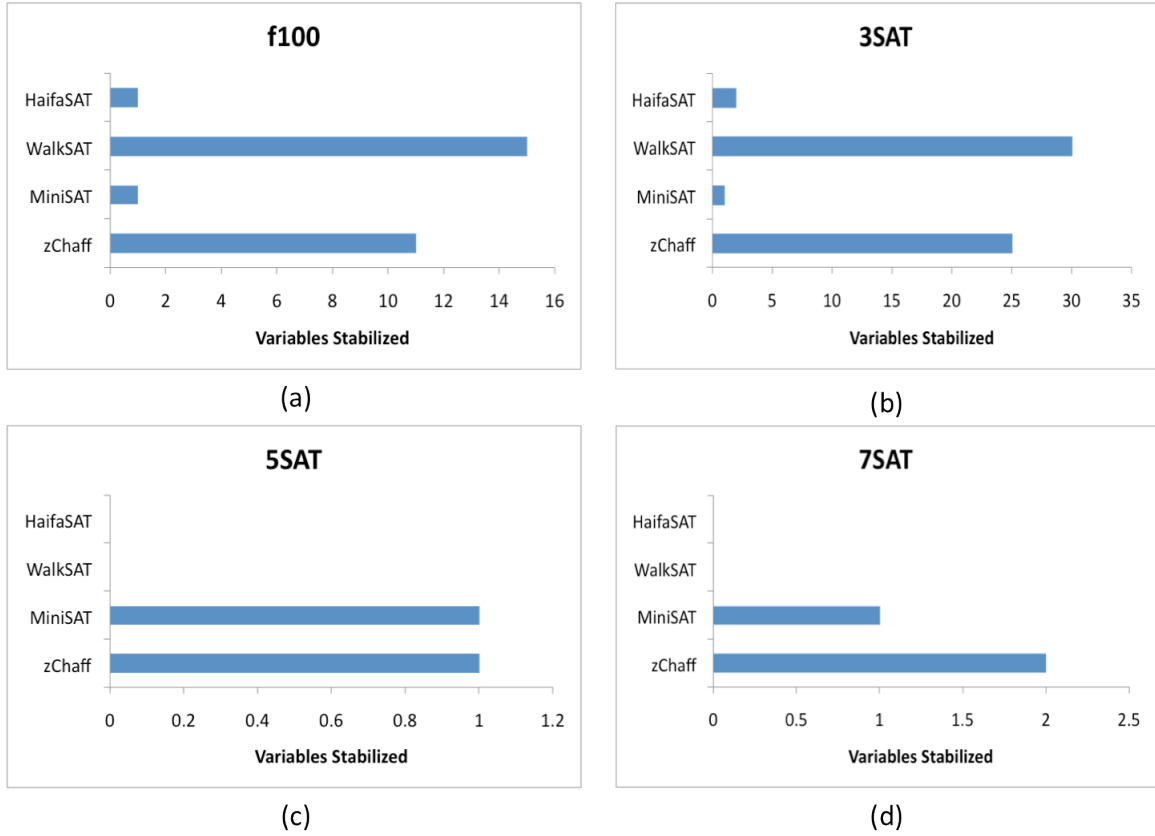 f100
HaifaSAT
WalkSAT
MiniSAT
zChaff
0 2 4 6 8 10 12 14 16
Variables Stabilized
(a)
3SAT
HaifaSAT
WalkSAT
MiniSAT
zChaff
0 5 10 15 20 25 30 35
Variables Stabilized
(b)
5SAT
HaifaSAT
WalkSAT
MiniSAT
zChaff
0 0.2 0.4 0.6 0.8 1 1.2
Variables Stabilized
(c)
7SAT
HaifaSAT
WalkSAT
MiniSAT
zChaff
0 0.5 1 1.5 2 2.5
Variables Stabilized
(d)